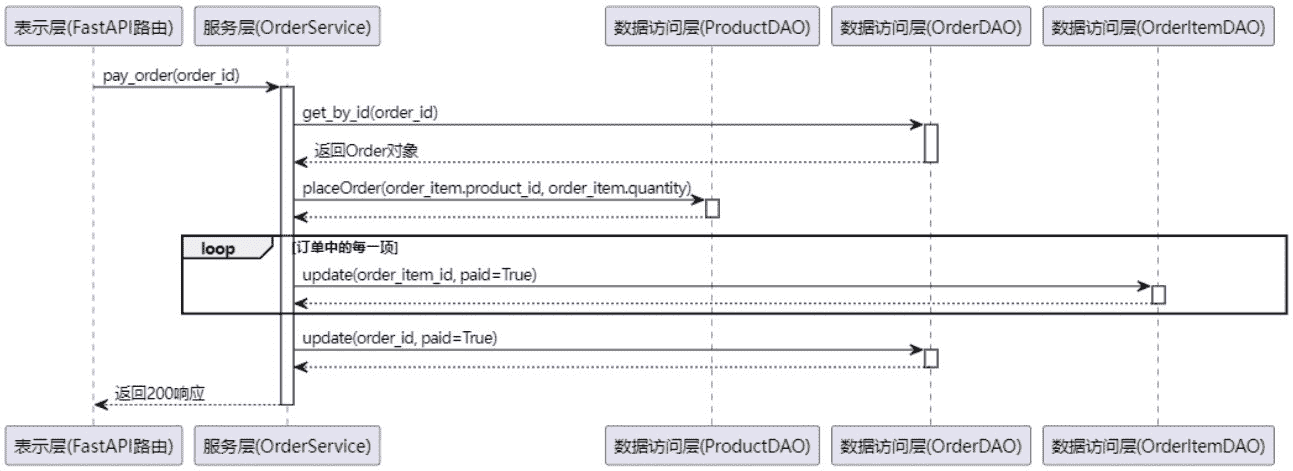 表示层(FastAPI路由)
服务层(OrderService)
数据访问层(ProductDAO)
数据访问层(OrderDAO)
数据访问层(OrderItemDAO)
pay_order(order_id)
get_by_id(order_id)
返回Order对象
placeOrder(order_item.product_id, order_item.quantity)
loop
[订单中的每一项]
update(order_item_id, paid=True)
update(order_id, paid=True)
返回200响应
表示层(FastAPI路由)
服务层(OrderService)
数据访问层(ProductDAO)
数据访问层(OrderDAO)
数据访问层(OrderItemDAO)